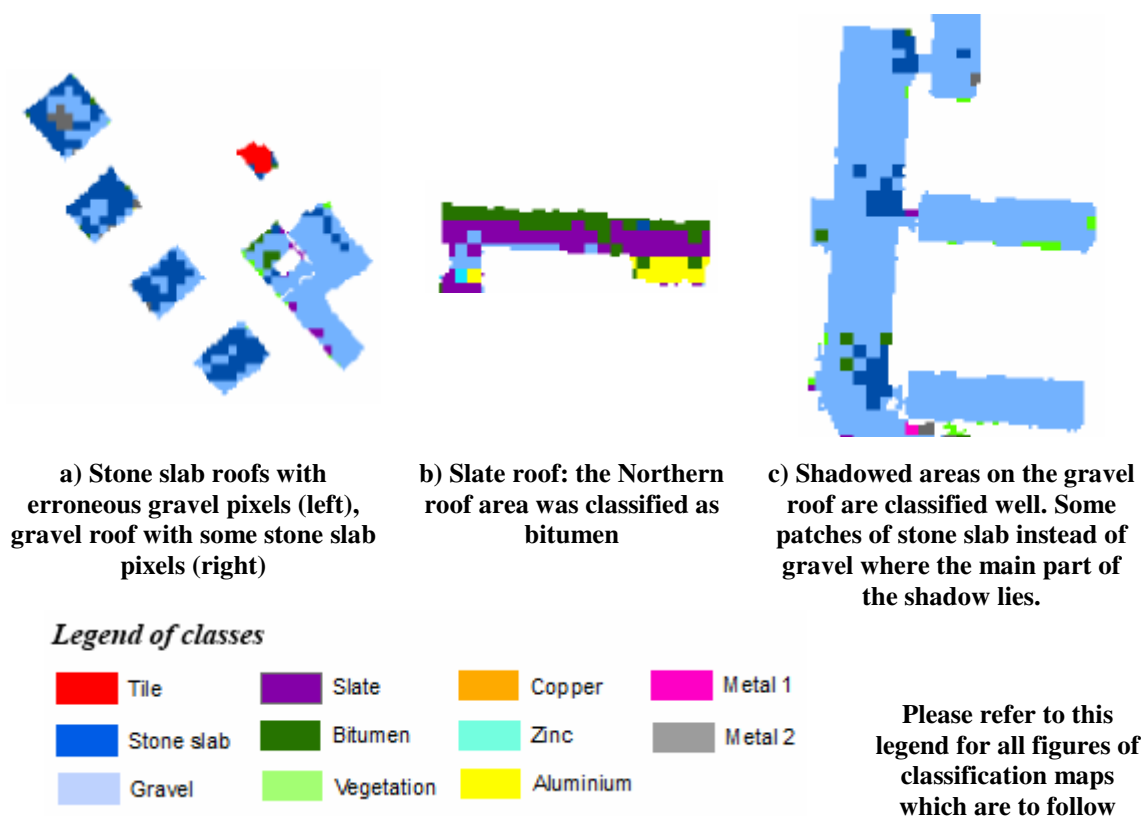 a) Stone slab roofs with
erroneous gravel pixels (left),
gravel roof with some stone slab
pixels (right)
b) Slate roof: the Northern
roof area was classified as
bitumen
c) Shadowed areas on the gravel
roof are classified well. Some
patches of stone slab instead of
gravel where the main part of
the shadow lies.
Legend of classes
Tile
Stone slab
Gravel
Slate
Bitumen
Vegetation
Copper
Zinc
Aluminium
Metal 1
Metal 2
Please refer to this
legend for all figures of
classification maps
which are to follow